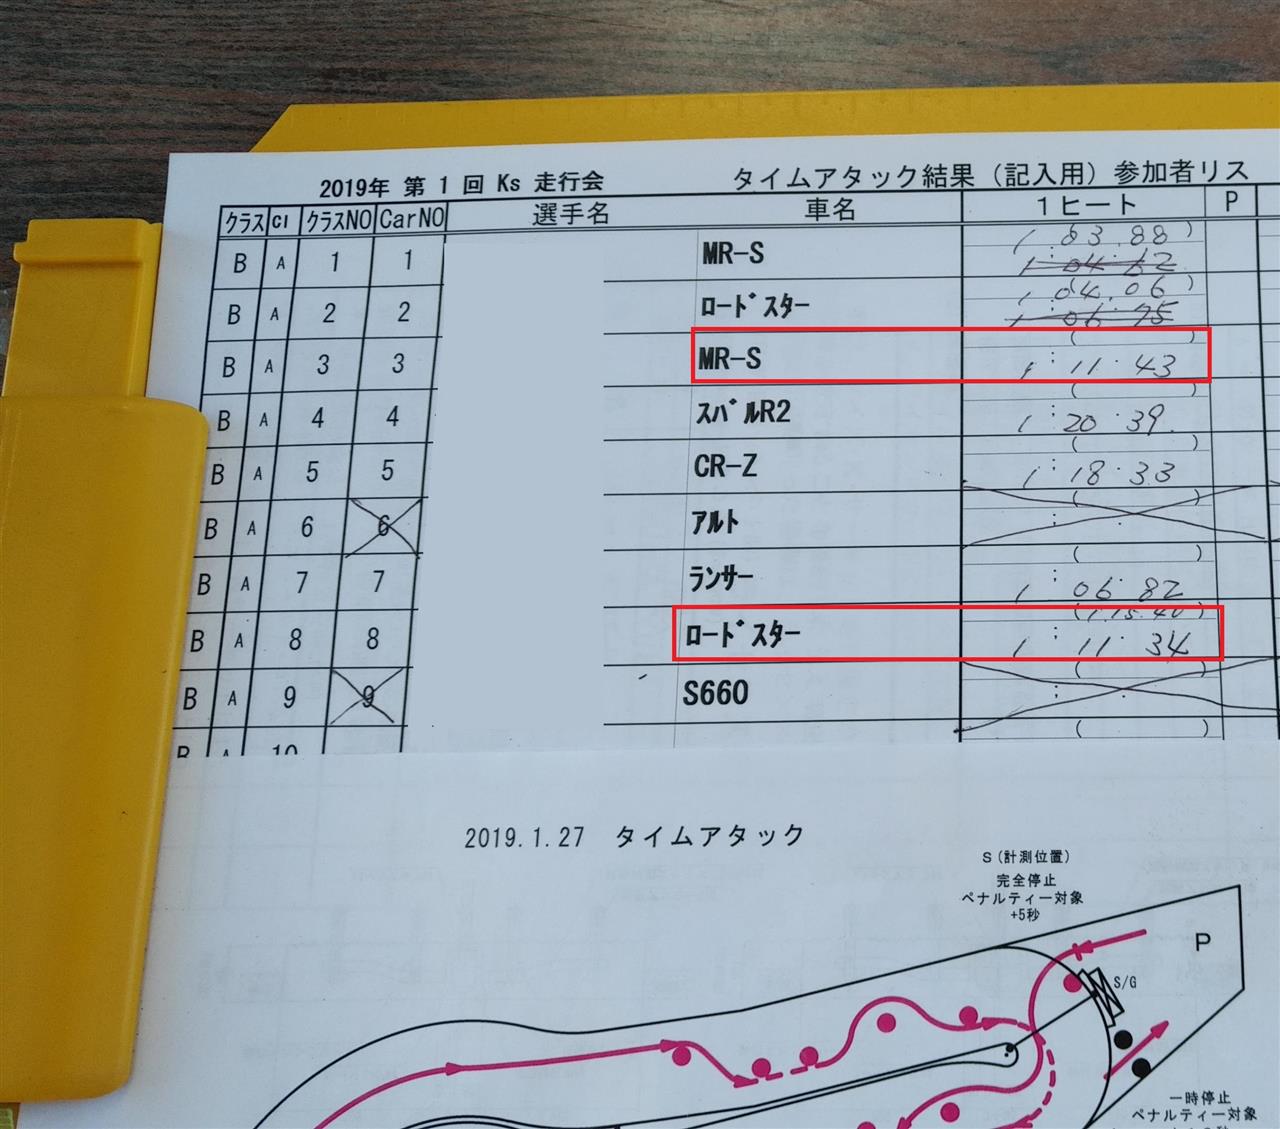 2019年 第 1 回 Ks 走行会 タイムアタック結果（記入用）参加者リス
クラス Cl クラスNO CarNO 選手名 車名 1ヒート P
B A 1 1 MR-S 1 03 88 )
1:04.62
B A 2 2 ロードスター 1 04.06 )
1:06.75
B A 3 3 MR-S ( )
1:11.43
B A 4 4 スバルR2 ( )
1:20.39
B A 5 5 CR-Z ( )
1:18.33
B A 6 6 アルト ( )
: .
B A 7 7 ランサー ( )
1:06.82
B A 8 8 ロードスター (1.15.40)
1:11.34
B A 9 9 S660 ( )
: .
B A 10 ( )
2019.1.27 タイムアタック
S（計測位置）
完全停止
ペナルティー対象
+5秒
P
S/G
一時停止
ペナルティー対象